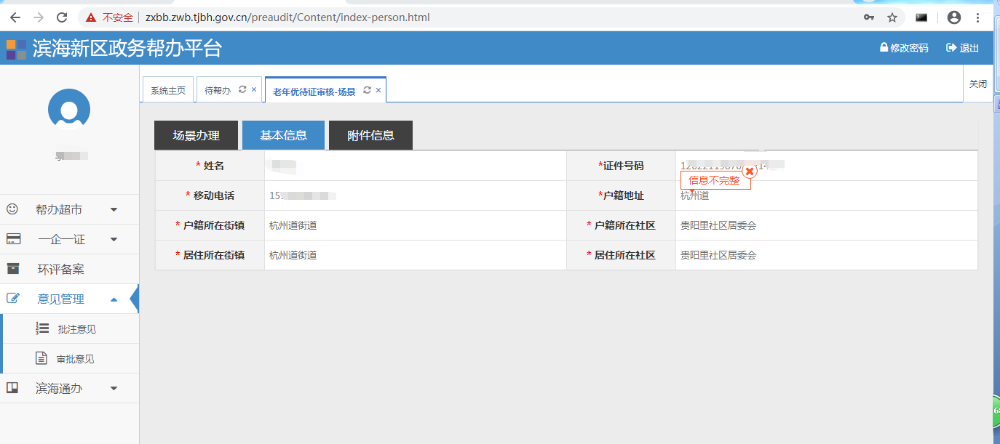 不安全 zxbb.zwb.tjbh.gov.cn/preaudit/Content/index-person.html
滨海新区政务帮办平台 修改密码 退出
系统主页 待帮办 老年优待证审核-场景 关闭
场景办理 基本信息 附件信息
* 姓名 *证件号码
信息不完整
* 移动电话 15 *户籍地址 杭州道
* 户籍所在街镇 杭州道街道 * 户籍所在社区 贵阳里社区居委会
* 居住所在街镇 杭州道街道 * 居住所在社区 贵阳里社区居委会
帮办超市
一企一证
环评备案
意见管理
批注意见
审批意见
滨海通办